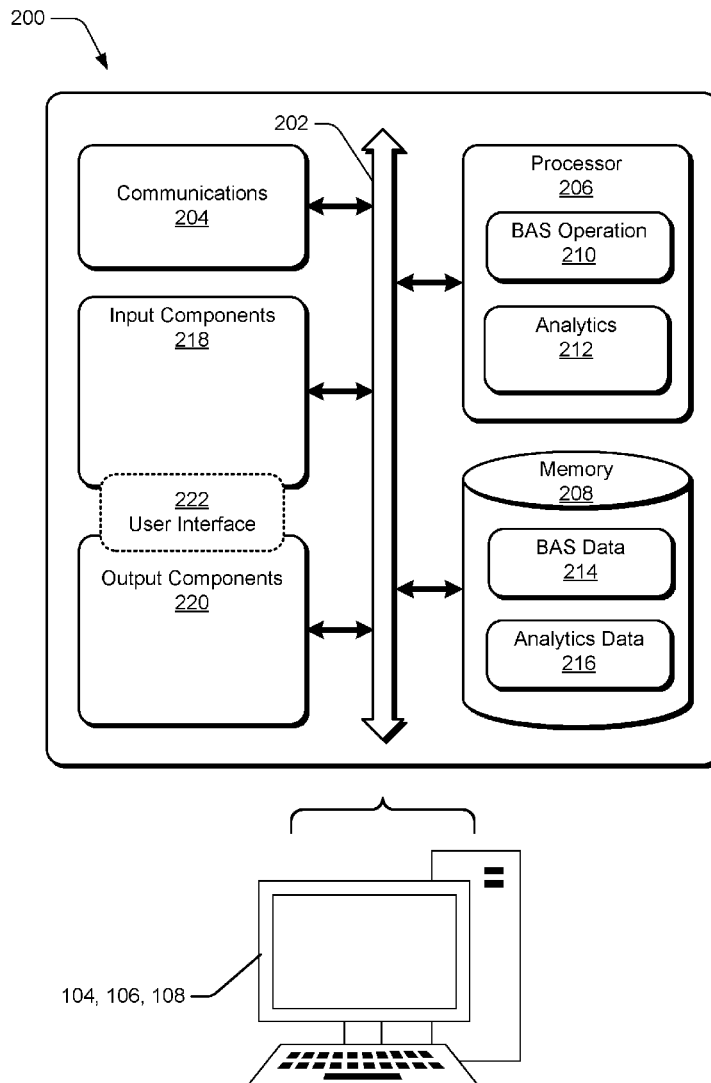 200
202
Communications
204
Processor
206
BAS Operation
210
Analytics
212
Input Components
218
222
User Interface
Output Components
220
Memory
208
BAS Data
214
Analytics Data
216
104, 106, 108